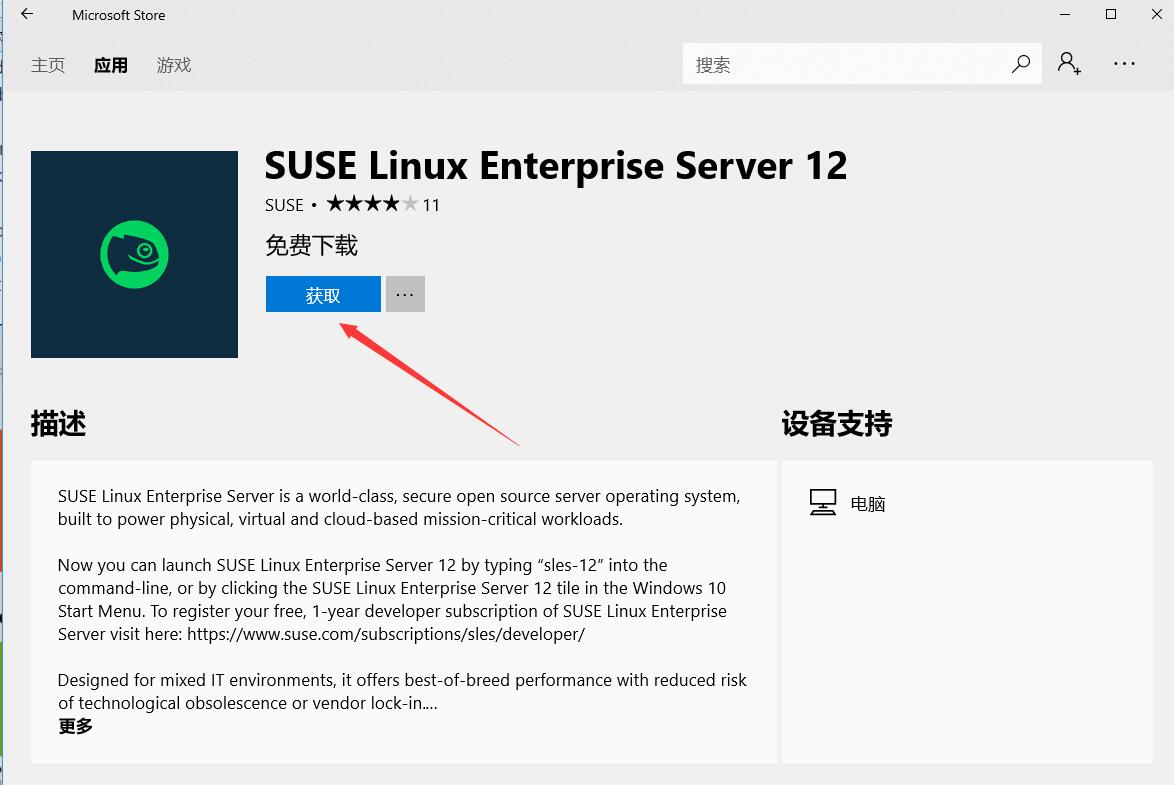 Microsoft Store
主页 应用 游戏 搜索
SUSE Linux Enterprise Server 12
SUSE • ★★★★★ 11
免费下载
获取 ...
描述
设备支持
SUSE Linux Enterprise Server is a world-class, secure open source server operating system,
built to power physical, virtual and cloud-based mission-critical workloads.
Now you can launch SUSE Linux Enterprise Server 12 by typing “sles-12” into the
command-line, or by clicking the SUSE Linux Enterprise Server 12 tile in the Windows 10
Start Menu. To register your free, 1-year developer subscription of SUSE Linux Enterprise
Server visit here: https://www.suse.com/subscriptions/sles/developer/
Designed for mixed IT environments, it offers best-of-breed performance with reduced risk
of technological obsolescence or vendor lock-in....
更多
电脑